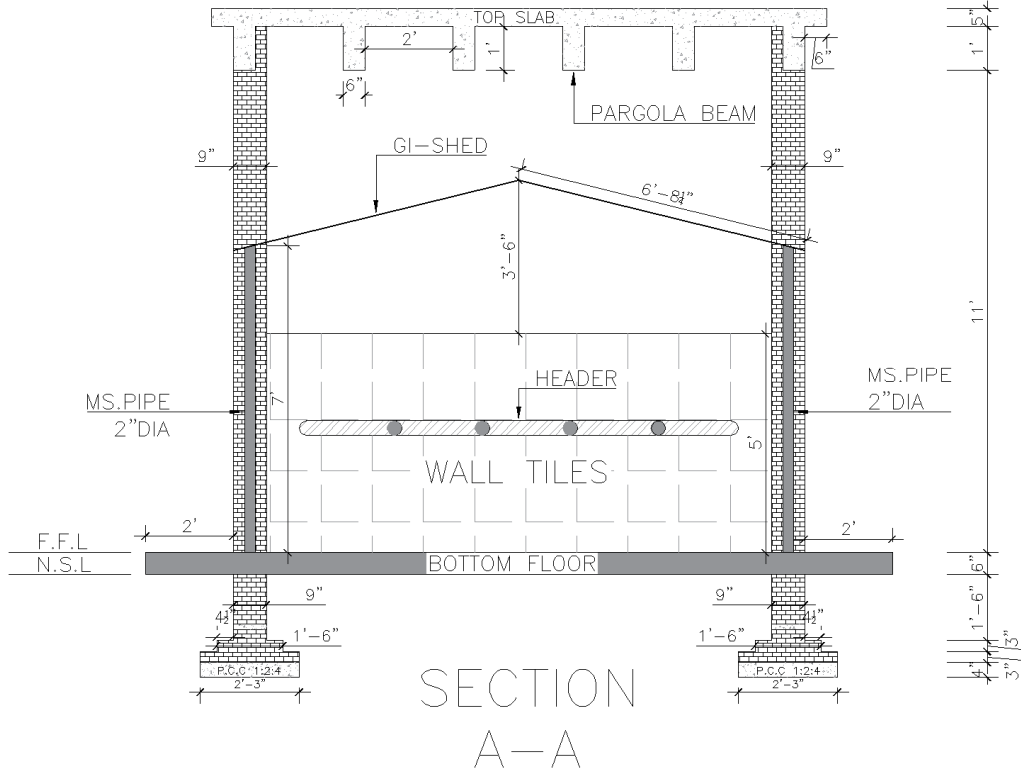 TOP SLAB.
5"
2'
1'
6"
1'
6"
PARGOLA BEAM
GI-SHED
9"
9"
6'-8¼"
3'-6"
11'
HEADER
MS.PIPE
2"DIA
7'
MS.PIPE
2"DIA
5'
WALL TILES
2'
2'
F.F.L
N.S.L
BOTTOM FLOOR
6"
9"
9"
4½"
4½"
1'-6"
1'-6"
1'-6"
3"
3"
4"
P.C.C 1:2:4
P.C.C 1:2:4
2'-3"
2'-3"
SECTION
A-A